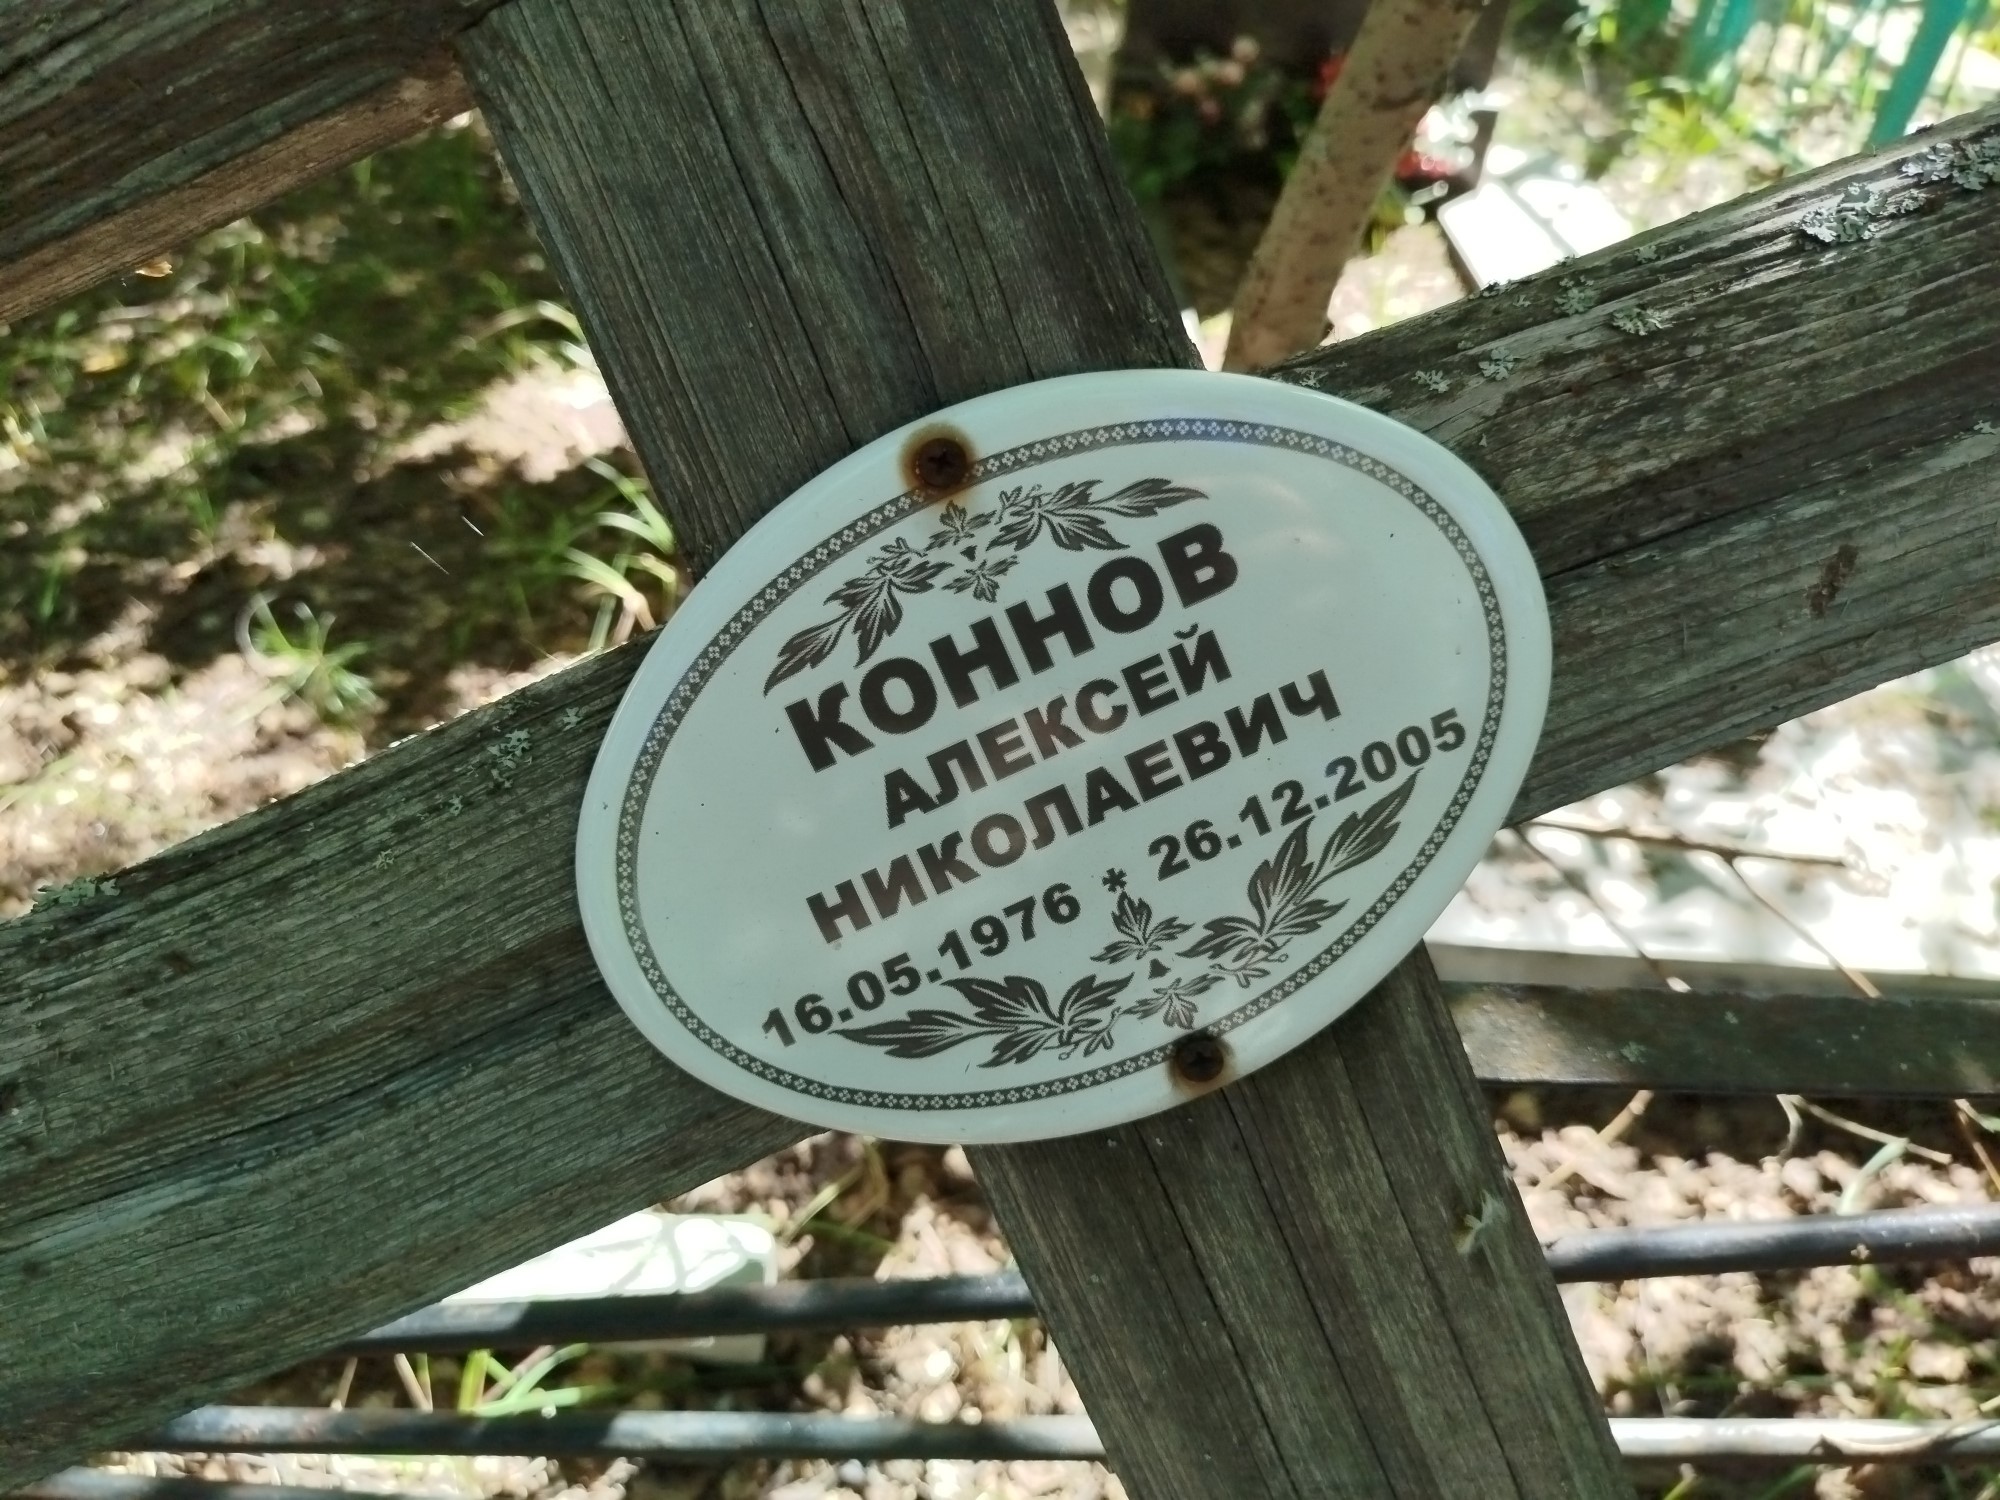 КОННОВ
АЛЕКСЕЙ
НИКОЛАЕВИЧ
16.05.1976 * 26.12.2005